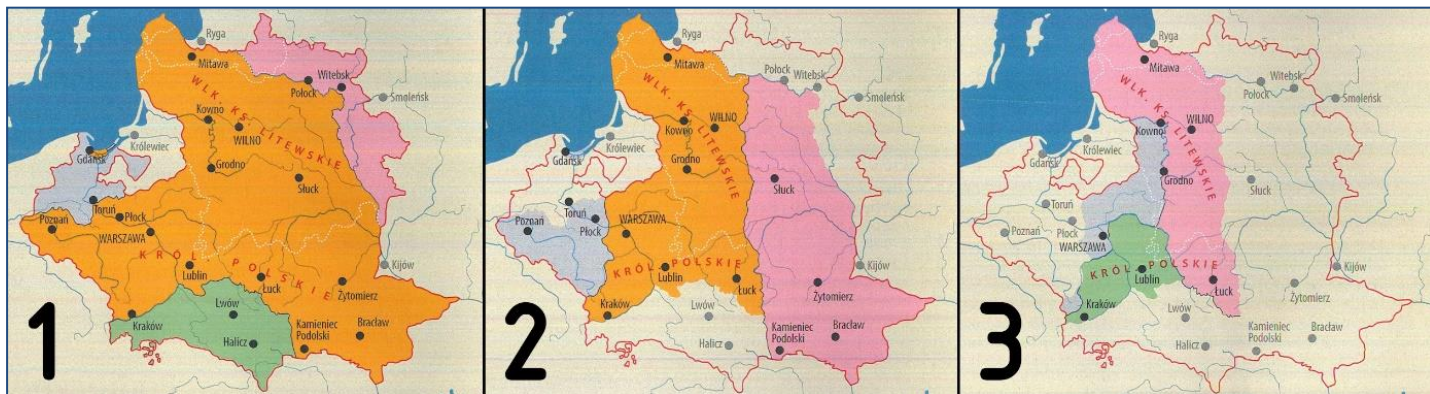 Ryga
Mitawa
Połock
Witebsk
Smoleńsk
WLK. KS. LITEWSKIE
Kowno
WILNO
Królewiec
Gdańsk
Grodno
Słuck
Toruń
Płock
Poznań
WARSZAWA
KRÓL. POLSKIE
Lublin
Łuck
Kijów
Żytomierz
Kraków
Lwów
Halicz
Kamieniec
Podolski
Bracław
1
Ryga
Mitawa
Połock
Witebsk
Smoleńsk
WLK. KS. LITEWSKIE
Kowno
WILNO
Królewiec
Gdańsk
Grodno
Słuck
Toruń
Płock
Poznań
WARSZAWA
KRÓL. POLSKIE
Lublin
Łuck
Kijów
Żytomierz
Kraków
Lwów
Halicz
Kamieniec
Podolski
Bracław
2
Ryga
Mitawa
Połock
Witebsk
Smoleńsk
WLK. KS. LITEWSKIE
Kowno
WILNO
Królewiec
Gdańsk
Grodno
Słuck
Toruń
Płock
Poznań
WARSZAWA
KRÓL. POLSKIE
Lublin
Łuck
Kijów
Żytomierz
Kraków
Lwów
Halicz
Kamieniec
Podolski
Bracław
3